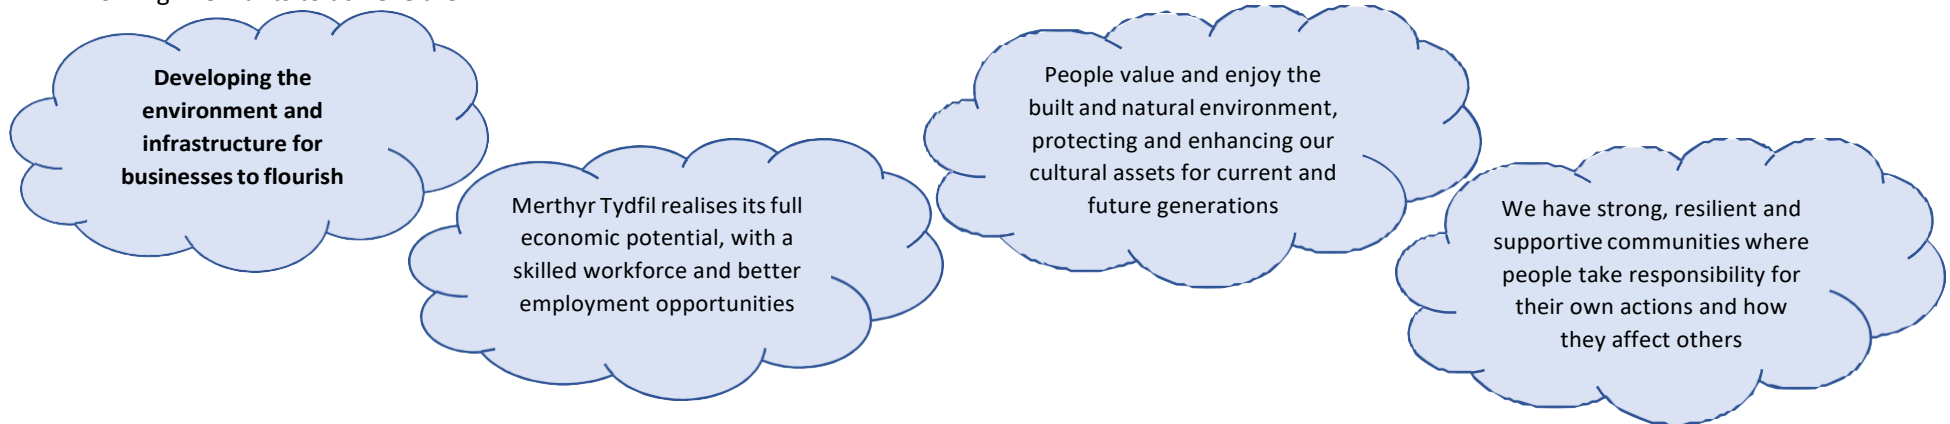 Developing the
environment and
infrastructure for
businesses to flourish
Merthyr Tydfil realises its full
economic potential, with a
skilled workforce and better
employment opportunities
People value and enjoy the
built and natural environment,
protecting and enhancing our
cultural assets for current and
future generations
We have strong, resilient and
supportive communities where
people take responsibility for
their own actions and how
they affect others